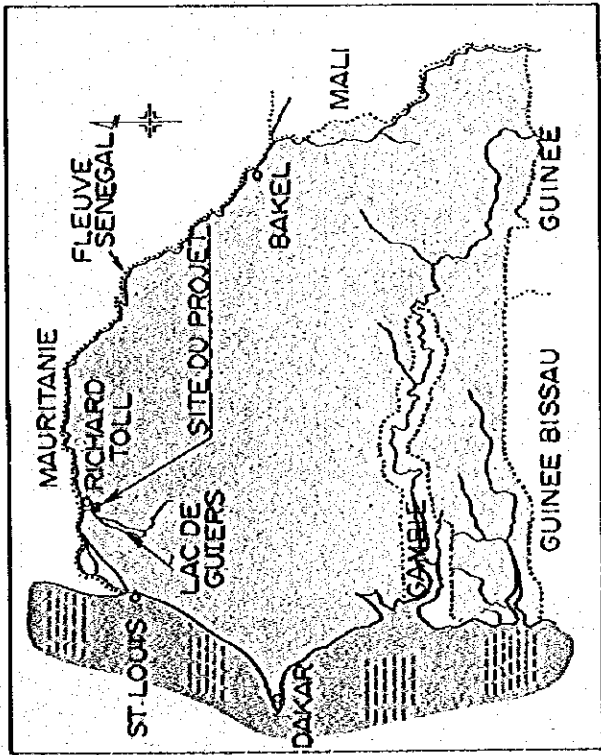 MAURITANIE
FLEUVE
SENEGAL
RICHARD
TOLL
ST-LOUIS
SITE DU PROJET
LAC DE
GUIERS
BAKEL
MALI
DAKAR
GAMBIE
GUINEE BISSAU
GUINEE